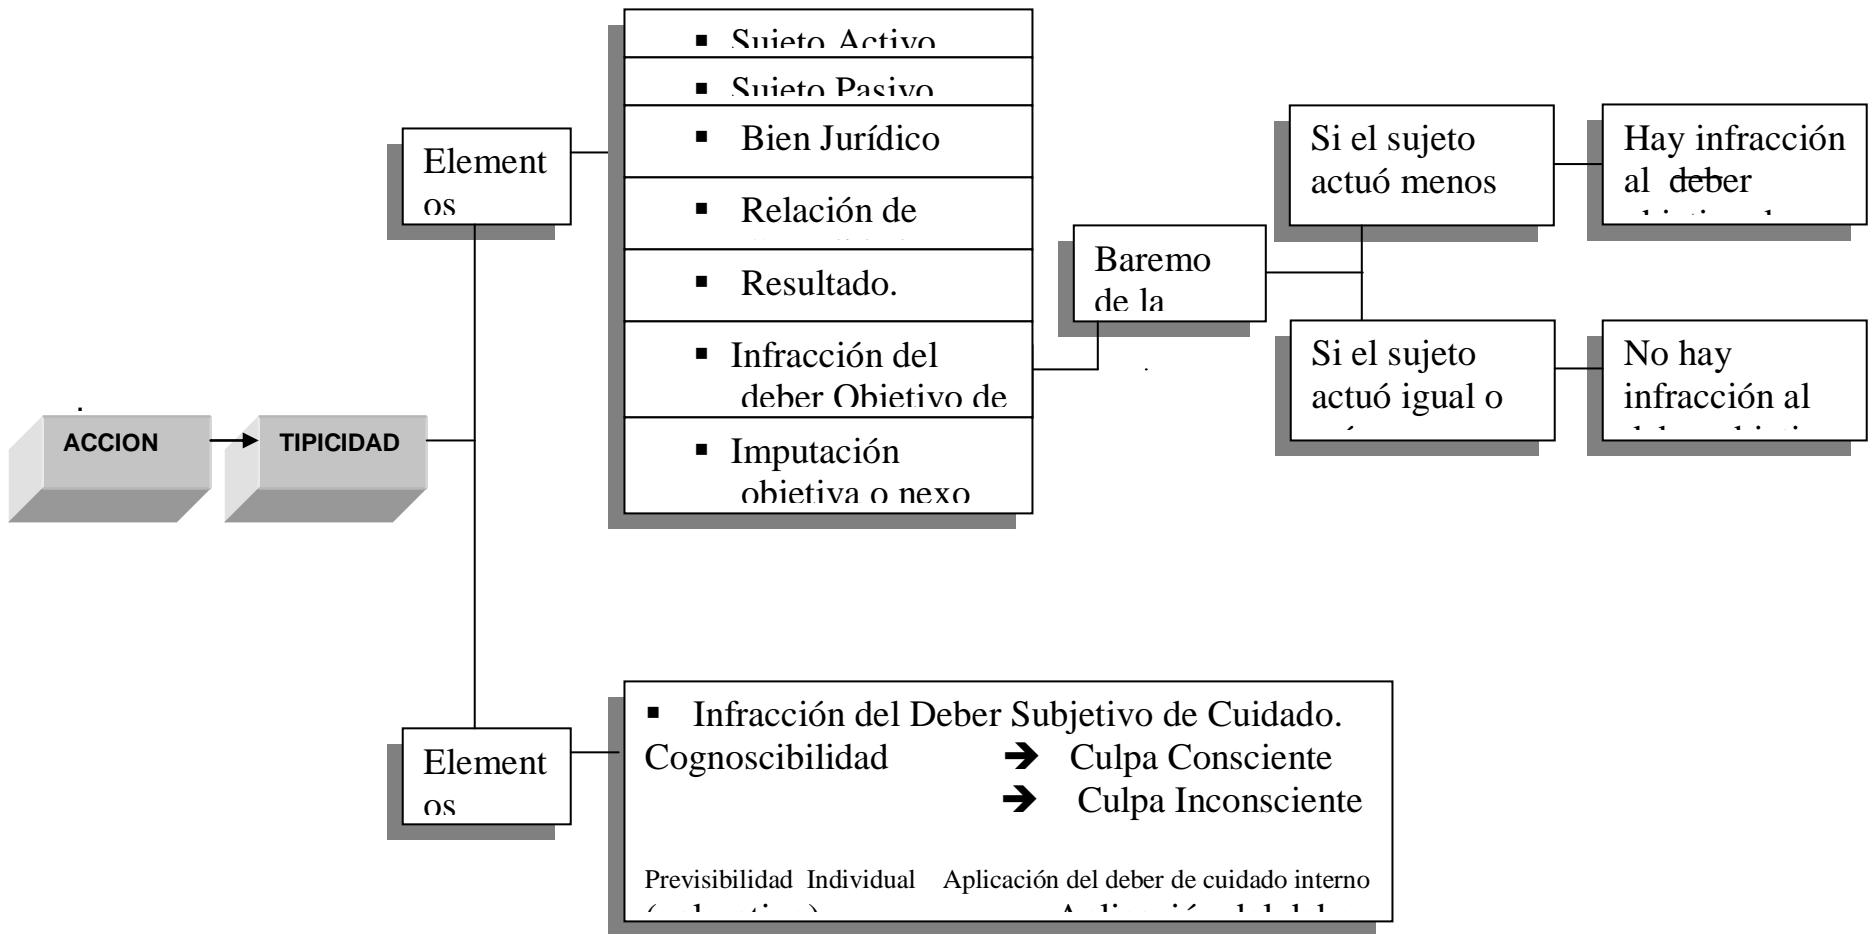 ACCION
TIPICIDAD
Element
os
▪ Sujeto Activo
▪ Sujeto Pasivo
▪ Bien Jurídico
▪ Relación de
▪ Resultado.
▪ Infracción del
deber Objetivo de
▪ Imputación
objetiva o nexo
Baremo
de la
Si el sujeto
actuó menos
Hay infracción
al deber
Si el sujeto
actuó igual o
No hay
infracción al
Element
os
▪ Infracción del Deber Subjetivo de Cuidado.
Cognoscibilidad ➔ Culpa Consciente
➔ Culpa Inconsciente
Previsibilidad Individual Aplicación del deber de cuidado interno